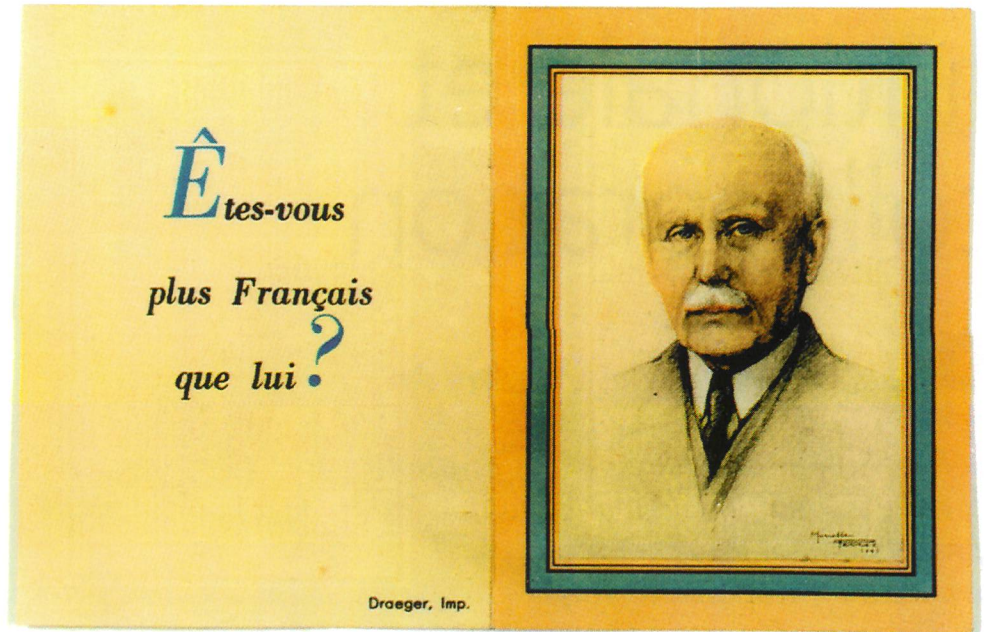 Êtes-vous
plus Français
que lui ?
Draeger, Imp.